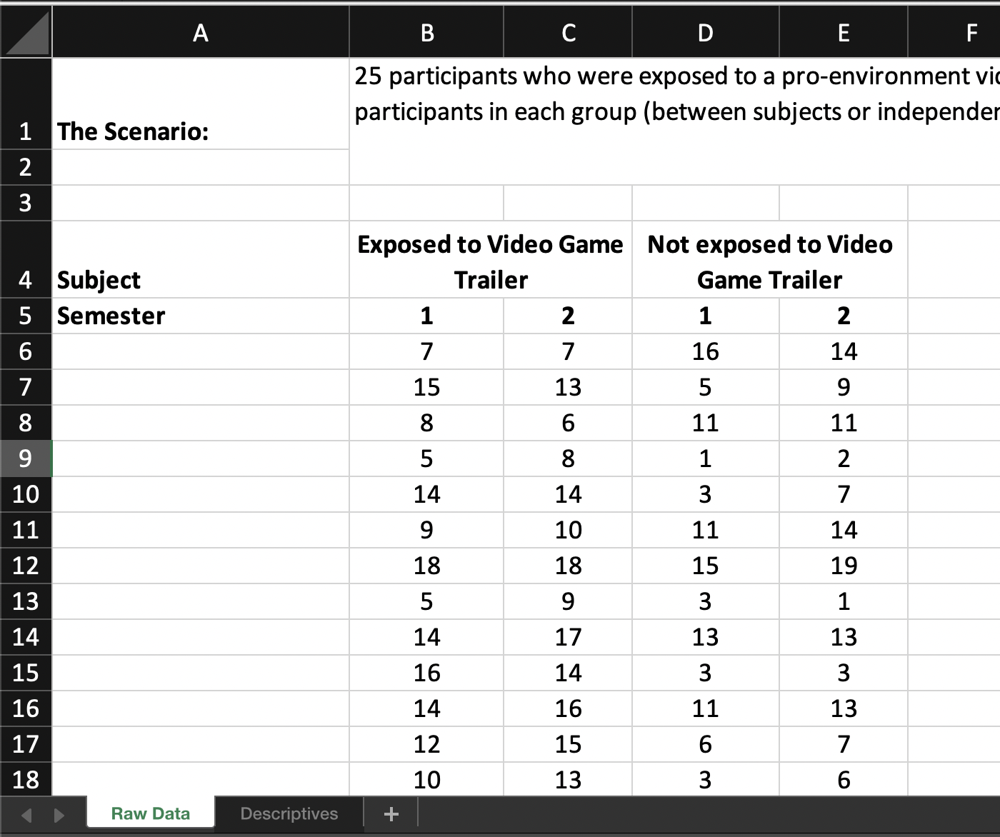 A B C D E F
25 participants who were exposed to a pro-environment
participants in each group (between subjects or
1 The Scenario:
2
3
Exposed to Video Game Not exposed to Video
4 Subject Trailer Game Trailer
5 Semester 1 2 1 2
6 7 7 16 14
7 15 13 5 9
8 8 6 11 11
9 5 8 1 2
10 14 14 3 7
11 9 10 11 14
12 18 18 15 19
13 5 9 3 1
14 14 17 13 13
15 16 14 3 3
16 14 16 11 13
17 12 15 6 7
18 10 13 3 6
Raw Data Descriptives +